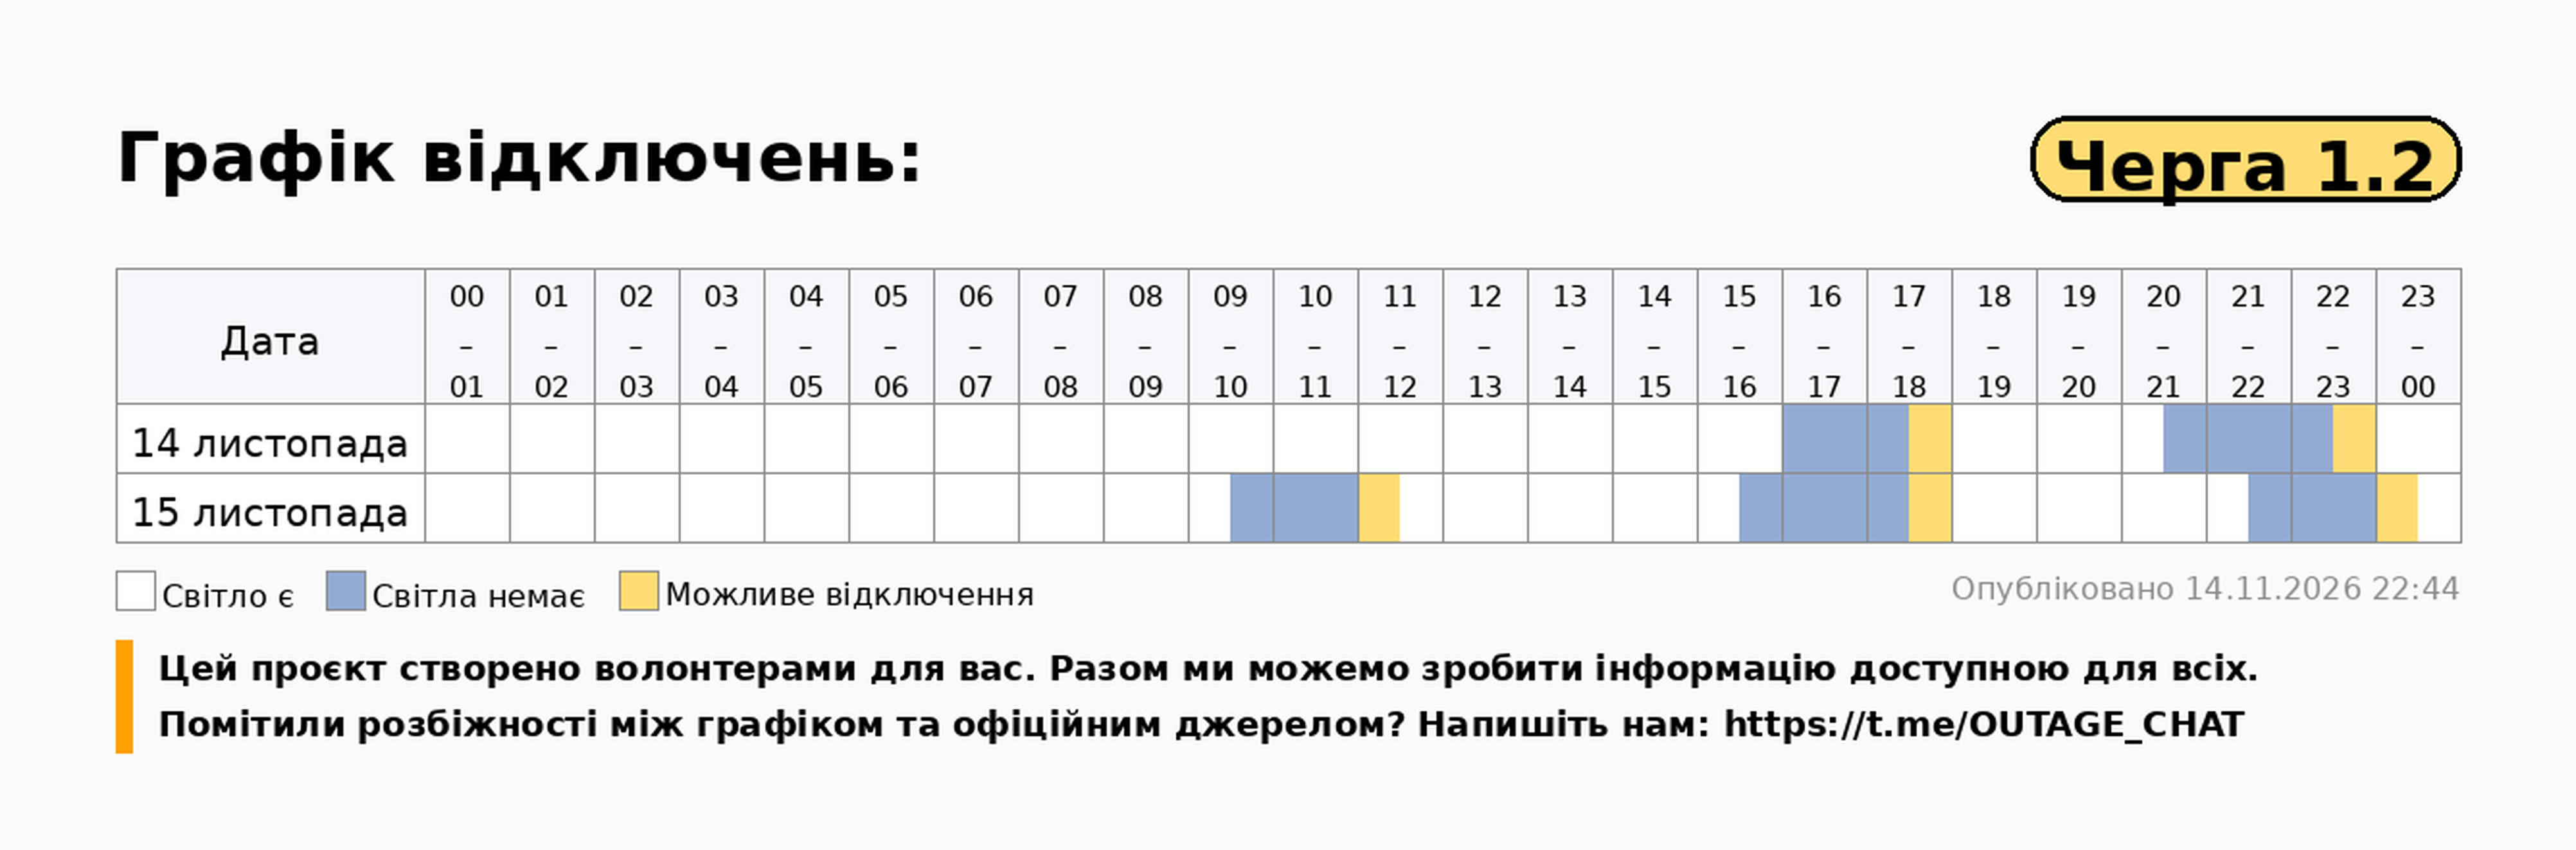 Графік відключень:
Черга 1.2
Дата 00 – 01 01 – 02 02 – 03 03 – 04 04 – 05 05 – 06 06 – 07 07 – 08 08 – 09 09 – 10 10 – 11 11 – 12 12 – 13 13 – 14 14 – 15 15 – 16 16 – 17 17 – 18 18 – 19 19 – 20 20 – 21 21 – 22 22 – 23 23 – 00
14 листопада
15 листопада
Світло є Світла немає Можливе відключення
Опубліковано 14.11.2026 22:44
Цей проєкт створено волонтерами для вас. Разом ми можемо зробити інформацію доступною для всіх.
Помітили розбіжності між графіком та офіційним джерелом? Напишіть нам: https://t.me/OUTAGE_CHAT